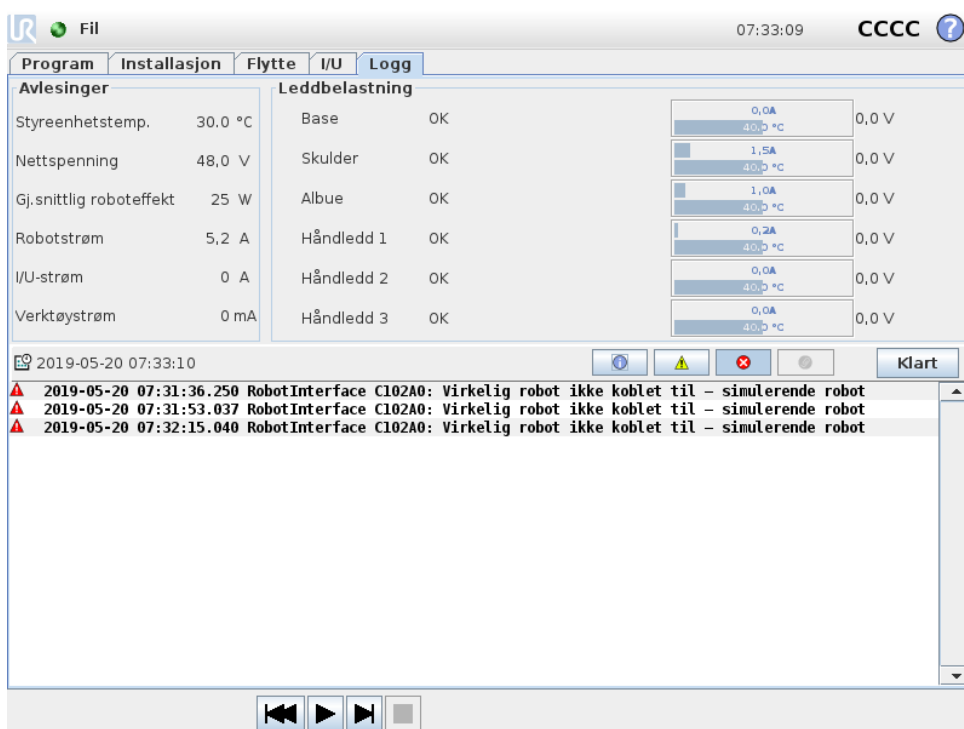 UR Fil 07:33:09 CCCC ?
Program Installasjon Flytte I/U Logg
Avlesinger
Styreenhetstemp. 30.0 °C
Nettspenning 48,0 V
Gj.snittlig roboteffekt 25 W
Robotstrøm 5,2 A
I/U-strøm 0 A
Verktøystrøm 0 mA
Leddbelastning
Base OK 0,0A 40,0 °C 0,0 V
Skulder OK 1,5A 40,0 °C 0,0 V
Albue OK 1,0A 40,0 °C 0,0 V
Håndledd 1 OK 0,2A 40,0 °C 0,0 V
Håndledd 2 OK 0,0A 40,0 °C 0,0 V
Håndledd 3 OK 0,0A 40,0 °C 0,0 V
2019-05-20 07:33:10 Klart
2019-05-20 07:31:36.250 RobotInterface C102A0: Virkelig robot ikke koblet til – simulerende robot
2019-05-20 07:31:53.037 RobotInterface C102A0: Virkelig robot ikke koblet til – simulerende robot
2019-05-20 07:32:15.040 RobotInterface C102A0: Virkelig robot ikke koblet til – simulerende robot